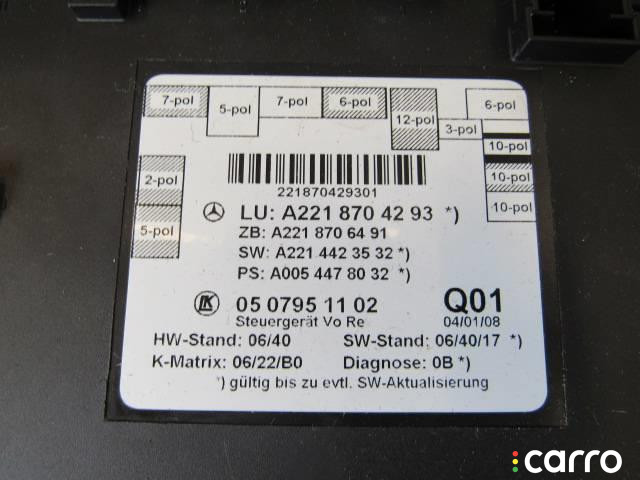 7-pol
5-pol
7-pol
6-pol
12-pol
3-pol
6-pol
10-pol
10-pol
10-pol
2-pol
5-pol
221870429301
LU: A221 870 42 93 *)
ZB: A221 870 64 91
SW: A221 442 35 32 *)
PS: A005 447 80 32 *)
LK 05 0795 11 02 Q01
Steuergerät Vo Re 04/01/08
HW-Stand: 06/40 SW-Stand: 06/40/17 *)
K-Matrix: 06/22/B0 Diagnose: 0B *)
*) gültig bis zu evtl. SW-Aktualisierung
carro